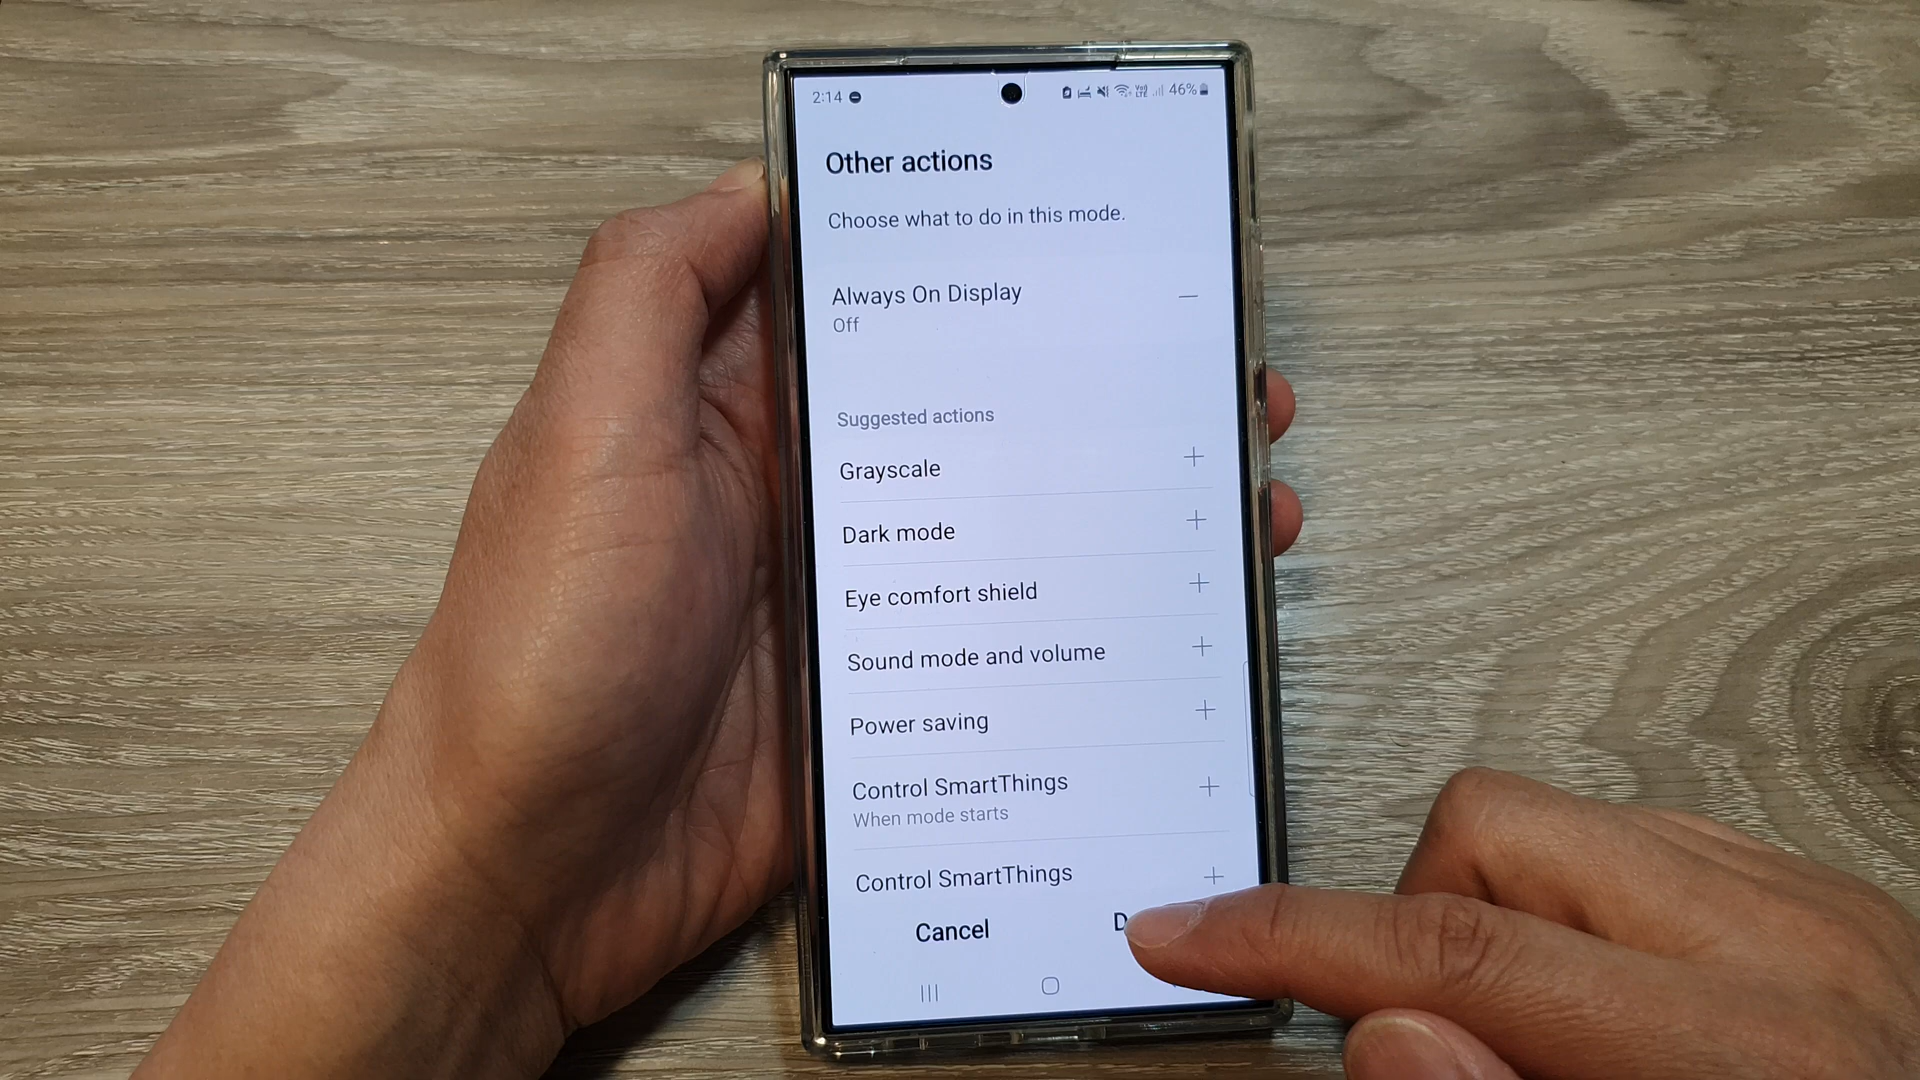 2:14 46%
Other actions
Choose what to do in this mode.
Always On Display
Off
Suggested actions
Grayscale
Dark mode
Eye comfort shield
Sound mode and volume
Power saving
Control SmartThings
When mode starts
Control SmartThings
Cancel